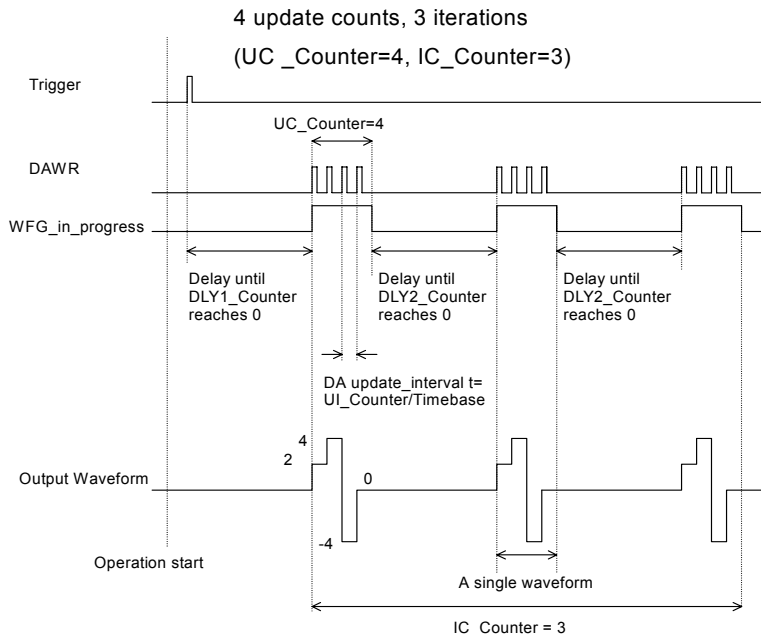 4 update counts, 3 iterations
(UC _Counter=4, IC_Counter=3)
Trigger
UC_Counter=4
DAWR
WFG_in_progress
Delay until
DLY1_Counter
reaches 0
Delay until
DLY2_Counter
reaches 0
Delay until
DLY2_Counter
reaches 0
DA update_interval t=
UI_Counter/Timebase
4
2
0
Output Waveform
-4
Operation start
A single waveform
IC_Counter = 3